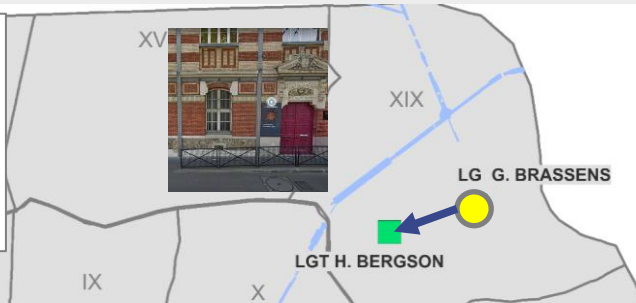 XV
XIX
LG G. BRASSENS
LGT H. BERGSON
IX
X